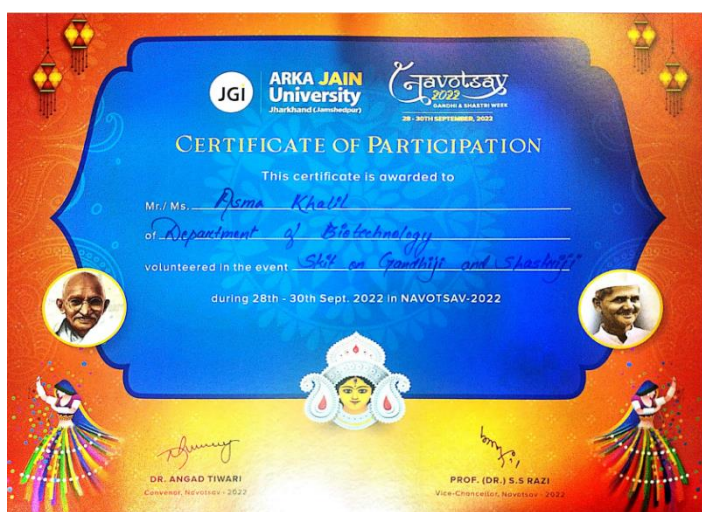 JGI
ARKA JAIN
University
Jharkhand (Jamshedpur)
Navotsav
2022
GANDHI & SHASTRI WEEK
28 - 30TH SEPTEMBER, 2022
CERTIFICATE OF PARTICIPATION
This certificate is awarded to
Mr./ Ms. Asma Khalil
of Department of Biotechnology
volunteered in the event Skit on Gandhiji and Shastriji
during 28th - 30th Sept. 2022 in NAVOTSAV-2022
DR. ANGAD TIWARI
Convenor, Navotsav - 2022
PROF. (DR.) S.S RAZI
Vice-Chancellor, Navotsav - 2022